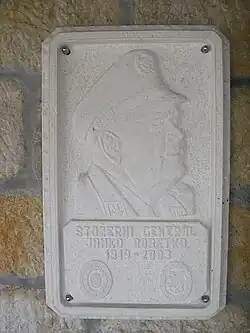 STOŽERNI GENERAL
JANKO BOBETKO
1919-2003